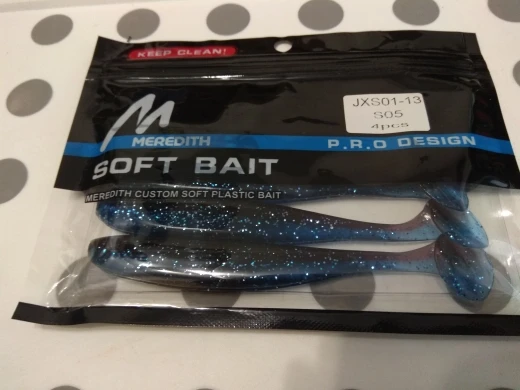 KEEP CLEAN!
JXS01-13
S05
4pcs
M
MEREDITH
P.R.O DESIGN
SOFT BAIT
MEREDITH CUSTOM SOFT PLASTIC BAIT